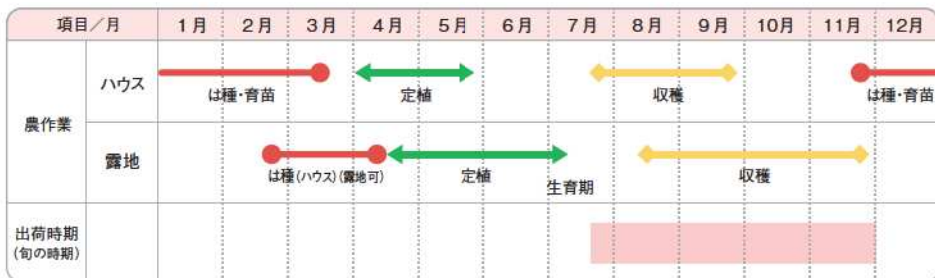 項目／月 1月 2月 3月 4月 5月 6月 7月 8月 9月 10月 11月 12月
農作業
ハウス
は種・育苗 定植 収穫 は種・育苗
露地
は種(ハウス)(露地可) 定植 生育期 収穫
出荷時期
(旬の時期)